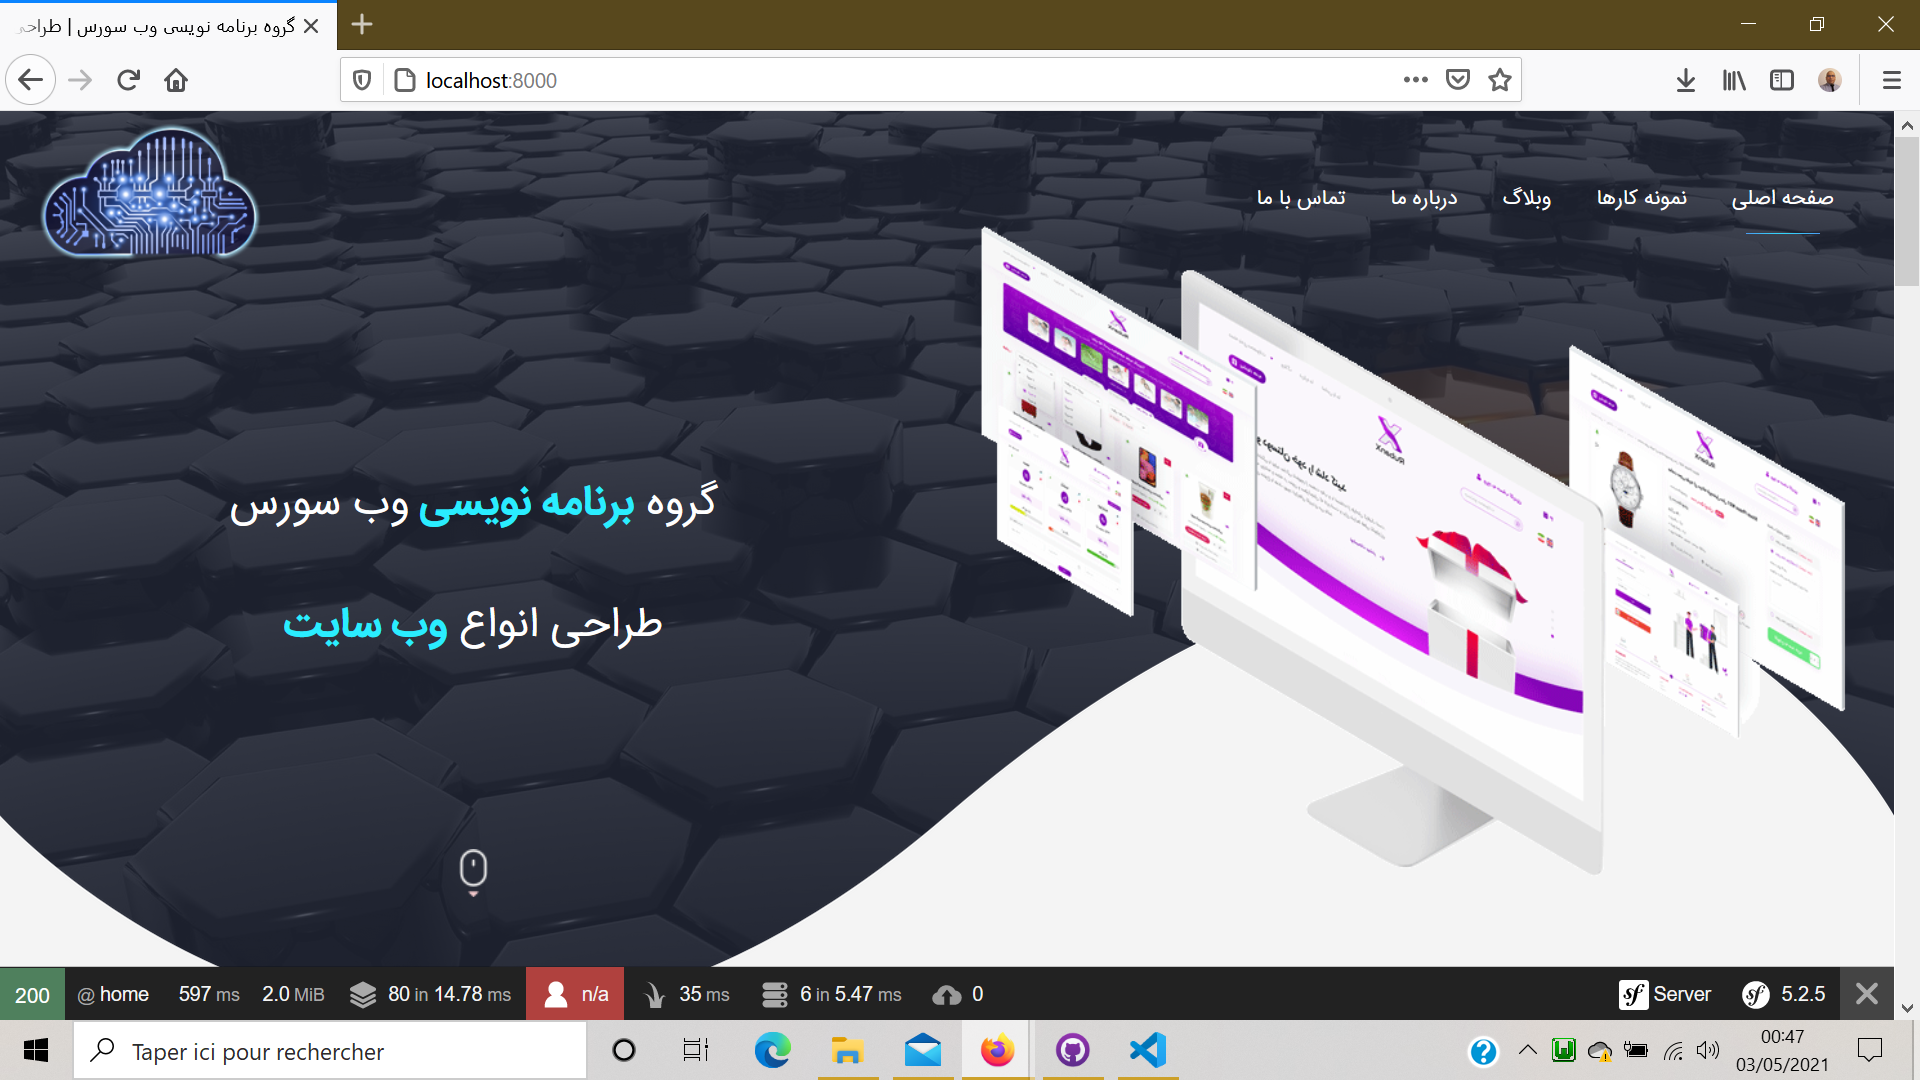 گروه برنامه نویسی وب سورس | طراحی
localhost:8000
صفحه اصلی
نمونه کارها
وبلاگ
درباره ما
تماس با ما
گروه برنامه نویسی وب سورس
طراحی انواع وب سایت
200 @ home 597 ms 2.0 MiB 80 in 14.78 ms n/a 35 ms 6 in 5.47 ms 0 Server 5.2.5
Taper ici pour rechercher
00:47
03/05/2021